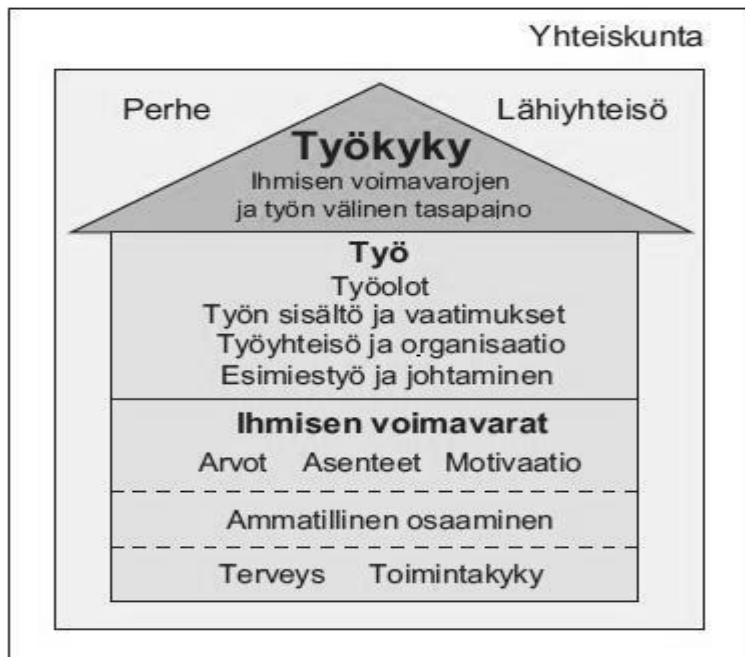 Yhteiskunta
Perhe Lähiyhteisö
Työkyky
Ihmisen voimavarojen
ja työn välinen tasapaino
Työ
Työolot
Työn sisältö ja vaatimukset
Työyhteisö ja organisaatio
Esimiestyö ja johtaminen
Ihmisen voimavarat
Arvot Asenteet Motivaatio
Ammatillinen osaaminen
Terveys Toimintakyky